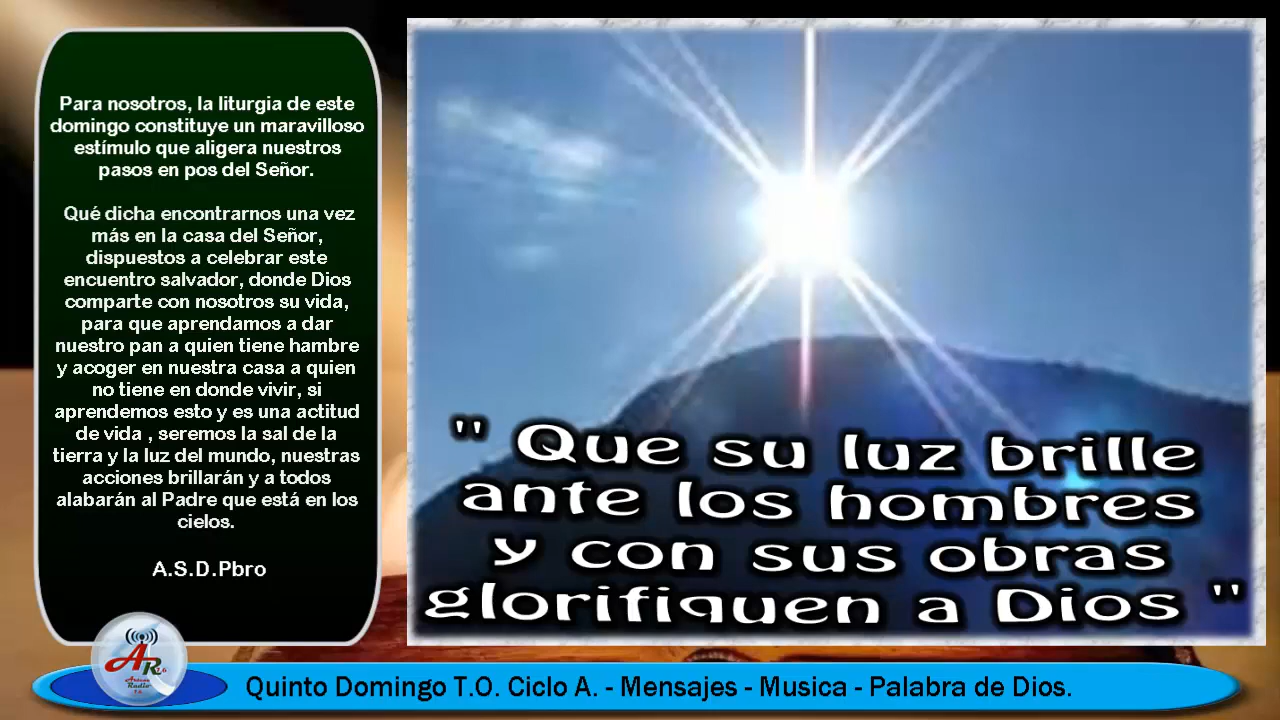 Para nosotros, la liturgia de este
domingo constituye un maravilloso
estímulo que aligera nuestros
pasos en pos del Señor.
Qué dicha encontrarnos una vez
más en la casa del Señor,
dispuestos a celebrar este
encuentro salvador, donde Dios
comparte con nosotros su vida,
para que aprendamos a dar
nuestro pan a quien tiene hambre
y acoger en nuestra casa a quien
no tiene en donde vivir, si
aprendemos esto y es una actitud
de vida , seremos la sal de la
tierra y la luz del mundo, nuestras
acciones brillarán y a todos
alabarán al Padre que está en los
cielos.
A.S.D.Pbro
'' Que su luz brille
ante los hombres
y con sus obras
glorifiquen a Dios ''
AR
Radio
Quinto Domingo T.O. Ciclo A. - Mensajes - Musica - Palabra de Dios.